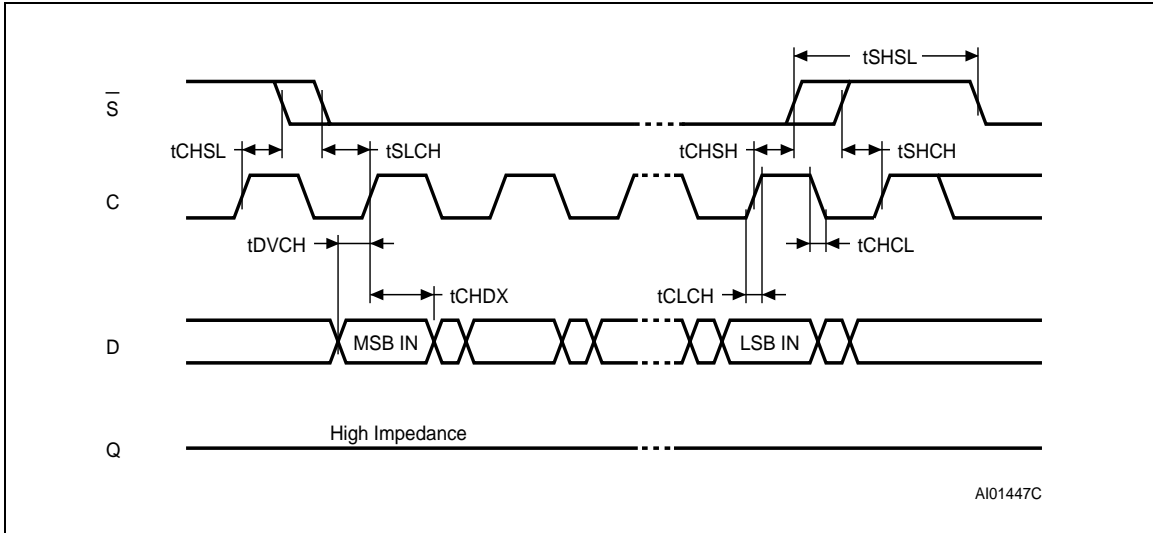 tSHSL
S
tCHSL
tSLCH
tCHSH
tSHCH
C
tDVCH
tCHCL
tCHDX
tCLCH
D
MSB IN
LSB IN
High Impedance
Q
AI01447C